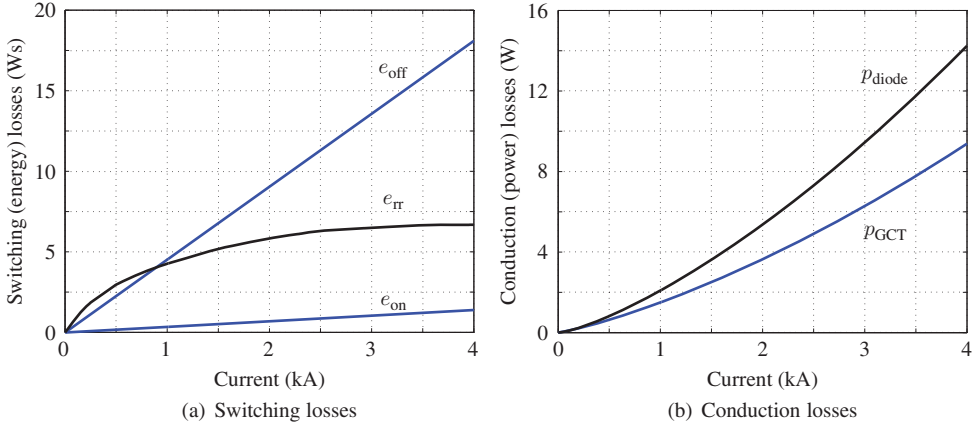 20
15
10
5
0
0
1
2
3
4
Switching (energy) losses (Ws)
e_off
e_rr
e_on
Current (kA)
(a) Switching losses
16
12
8
4
0
0
1
2
3
4
Conduction (power) losses (W)
p_diode
p_GCT
Current (kA)
(b) Conduction losses